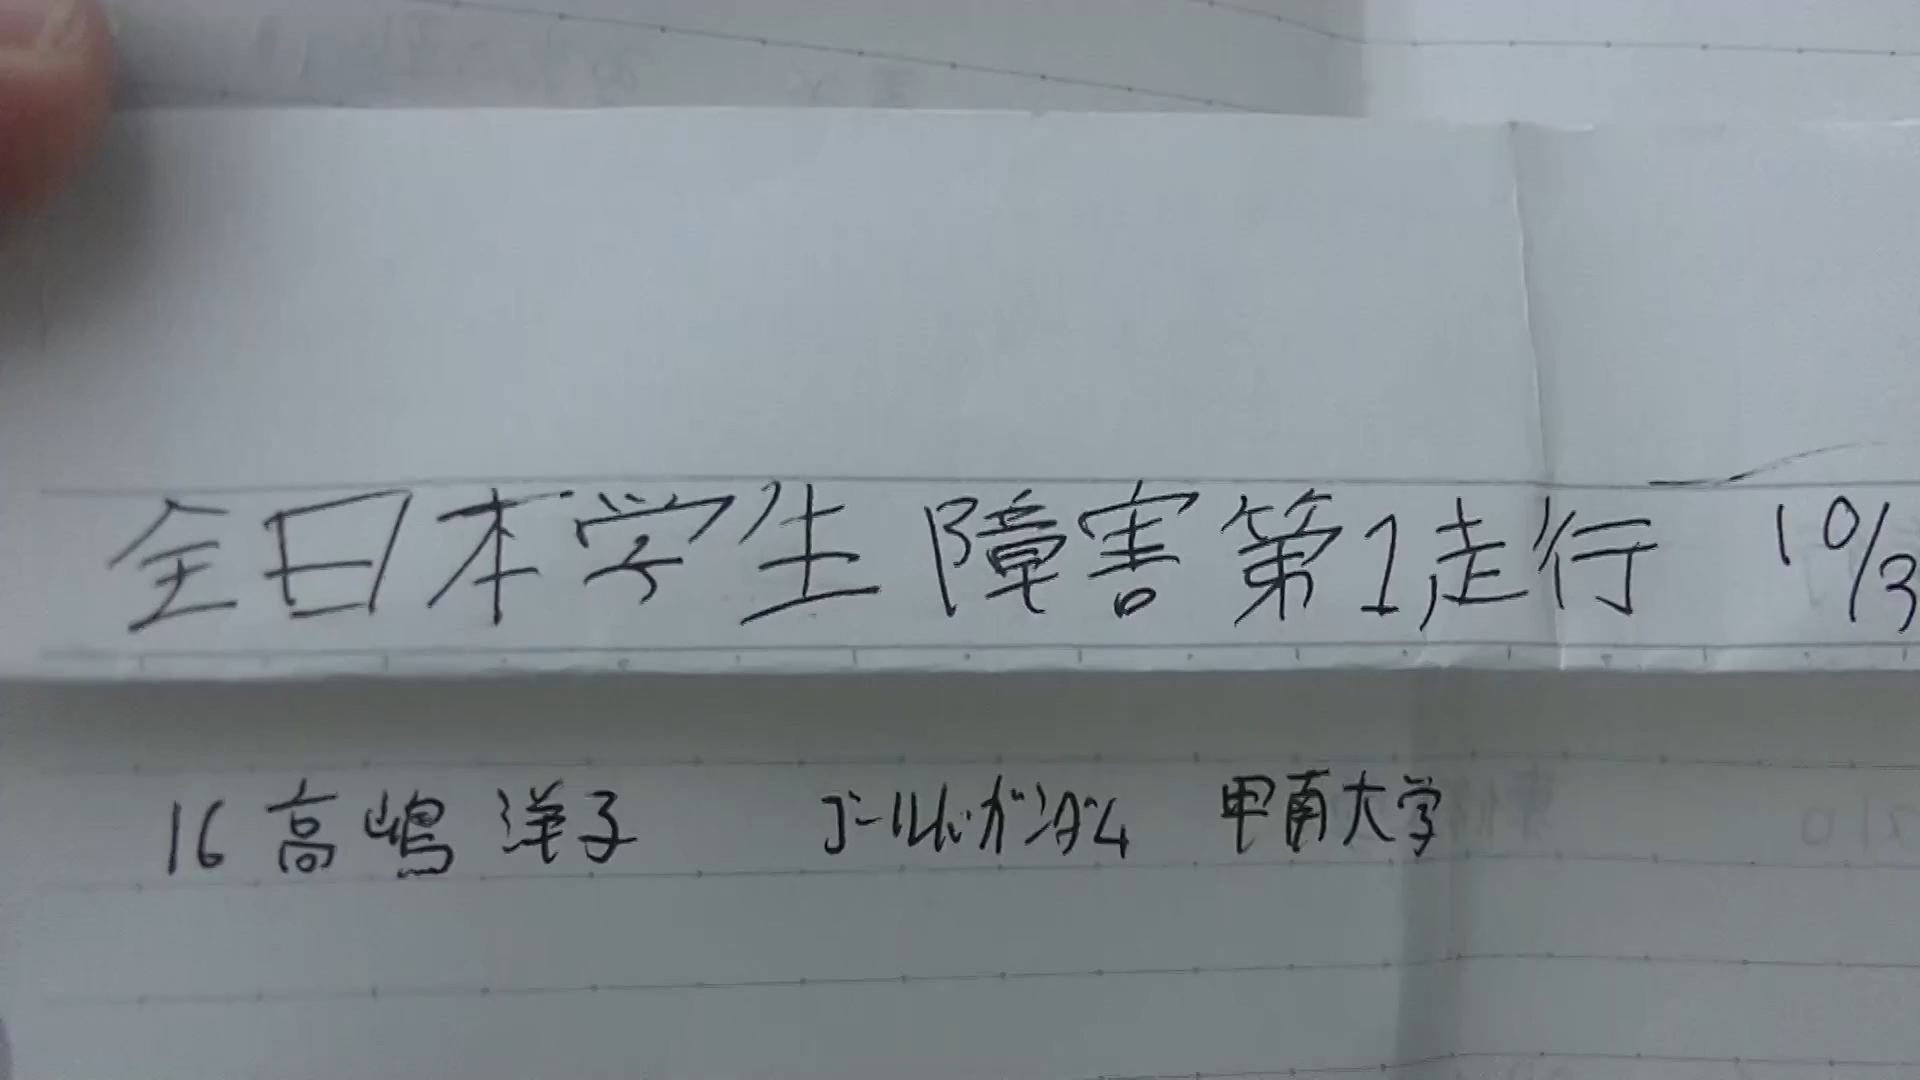 全日本学生 障害第1走行 10/3
16 高嶋 洋子 ゴールドガンダム 甲南大学